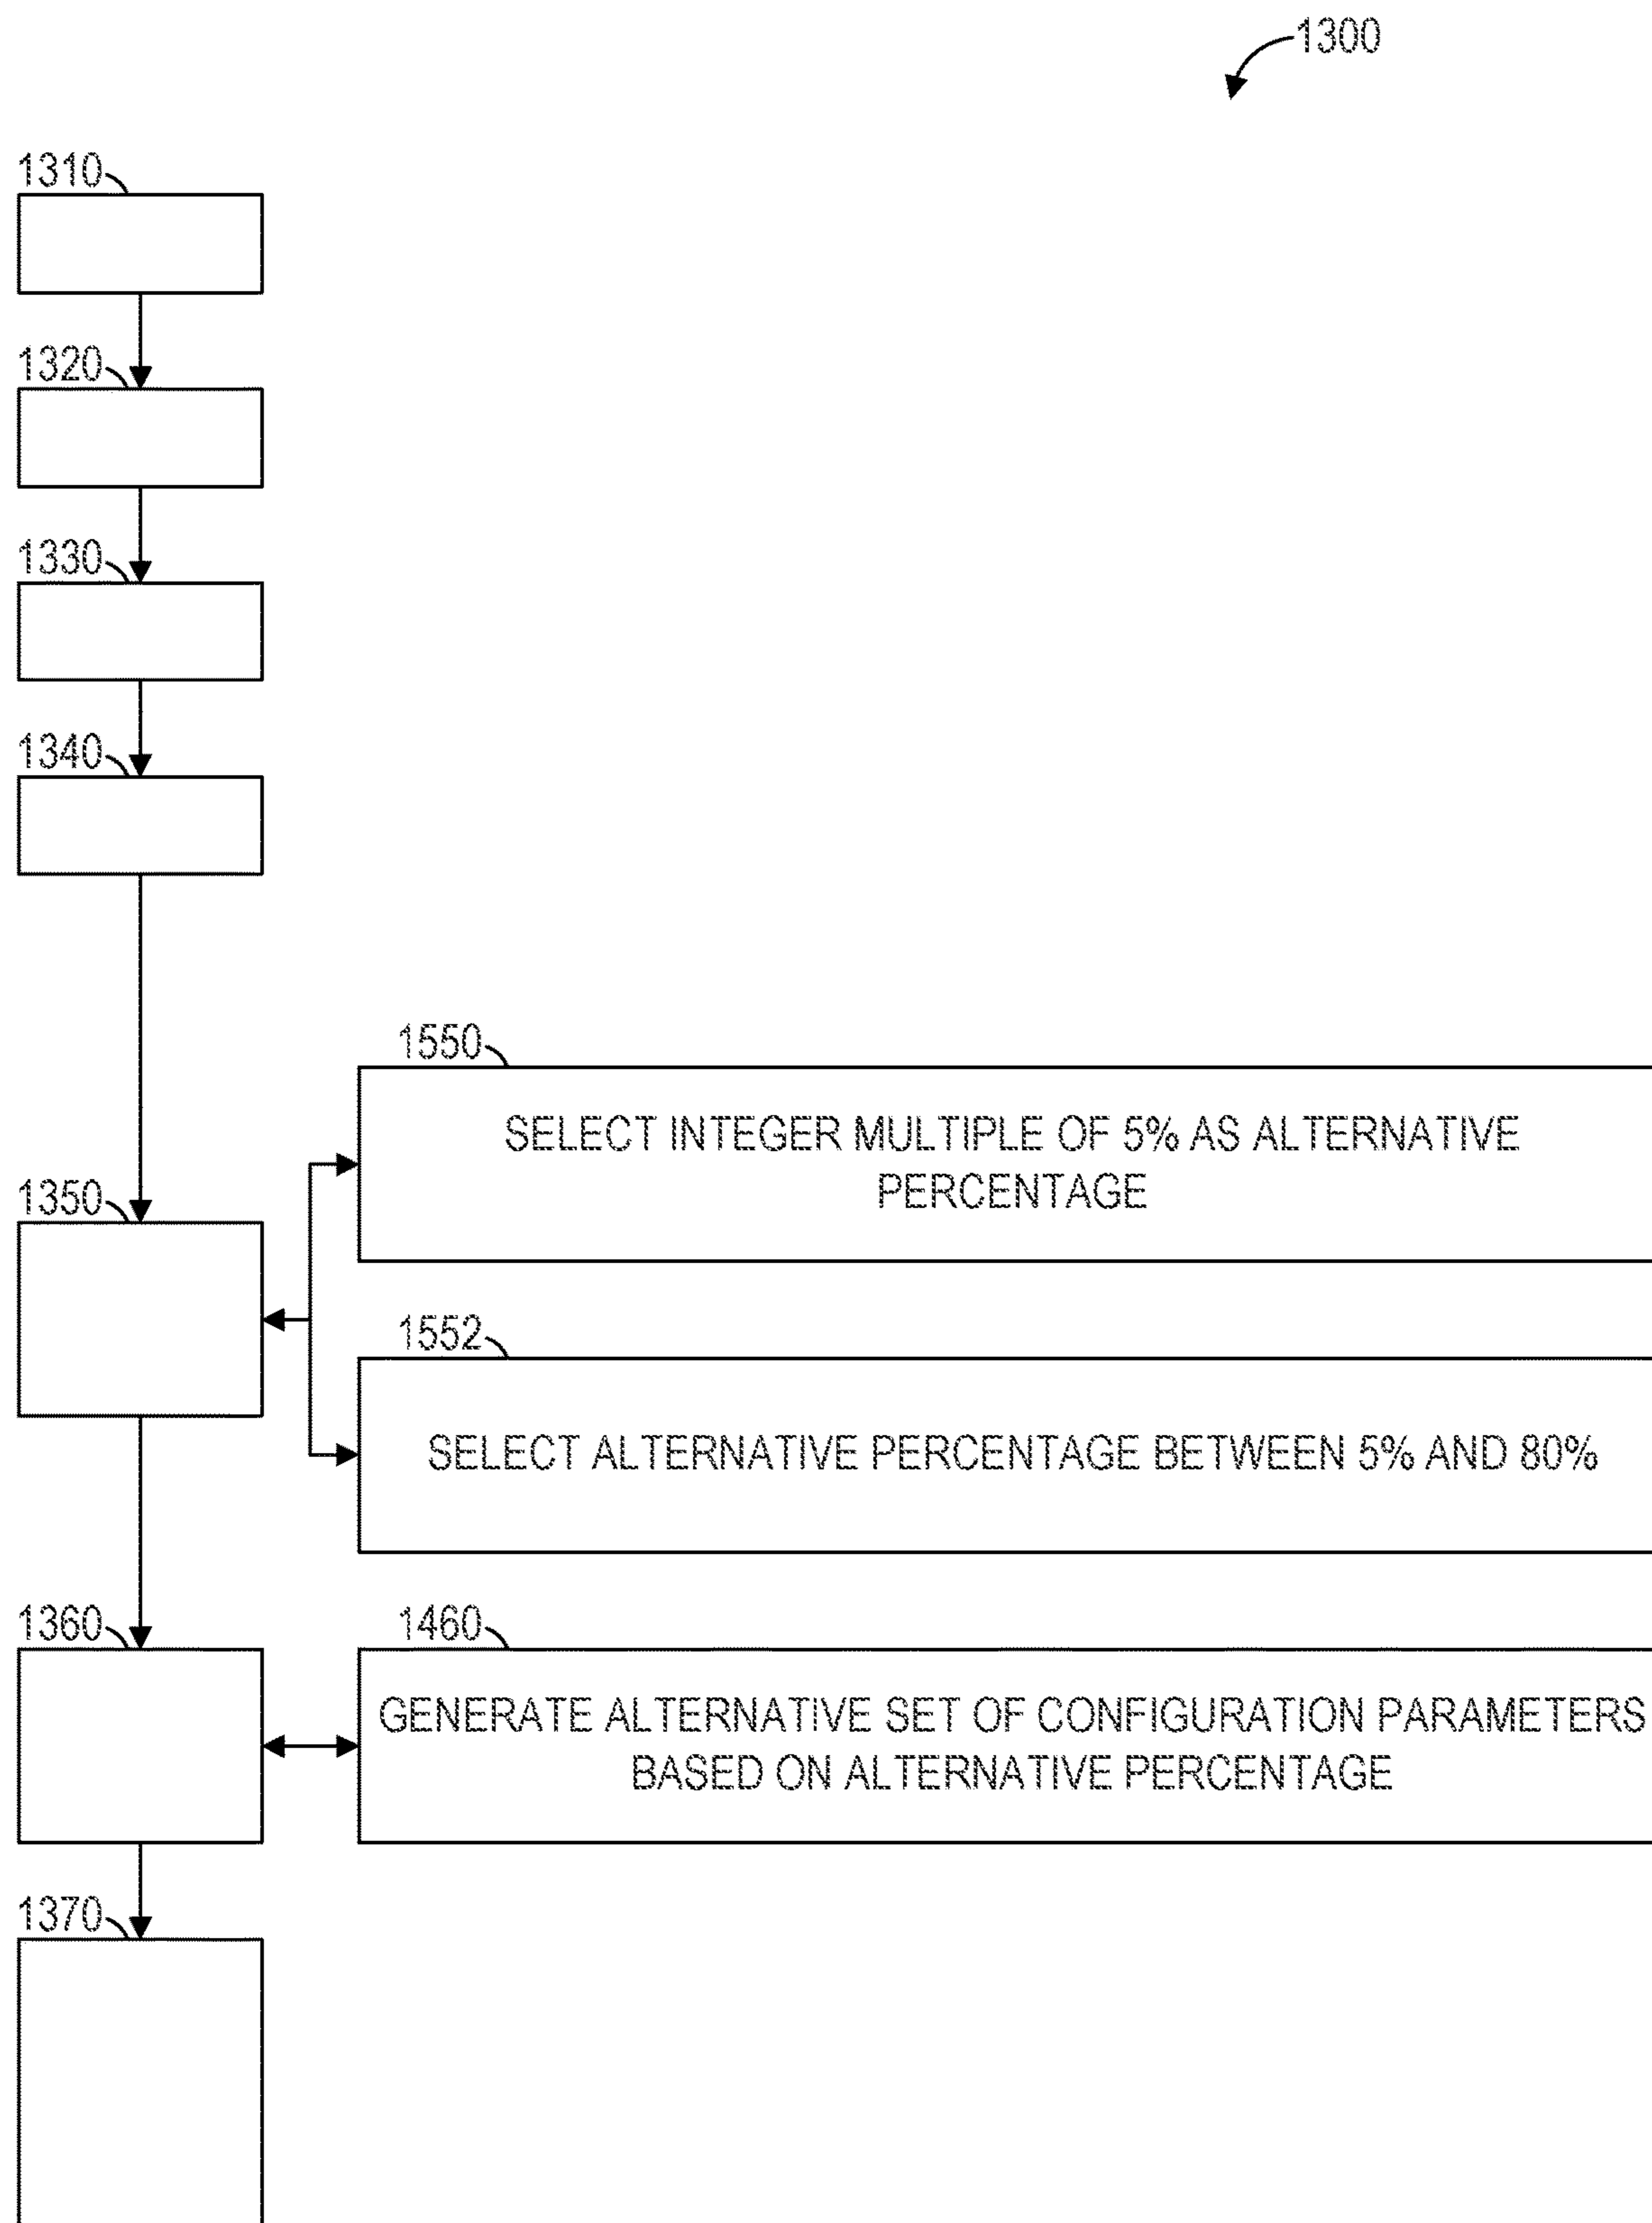 1300
1310
1320
1330
1340
1550
SELECT INTEGER MULTIPLE OF 5% AS ALTERNATIVE
PERCENTAGE
1350
1552
SELECT ALTERNATIVE PERCENTAGE BETWEEN 5% AND 80%
1360
1460
GENERATE ALTERNATIVE SET OF CONFIGURATION PARAMETERS
BASED ON ALTERNATIVE PERCENTAGE
1370